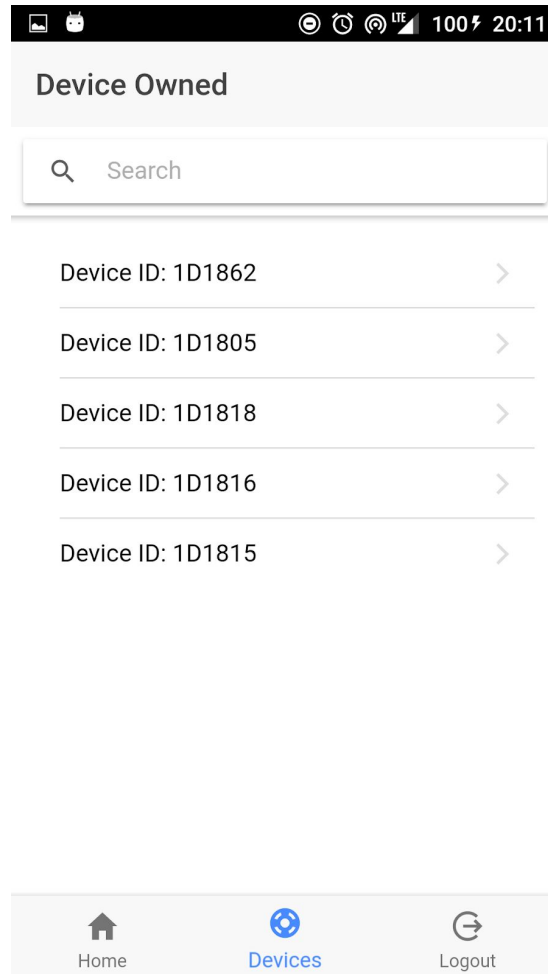 LTE 100 20:11
Device Owned
Search
Device ID: 1D1862
Device ID: 1D1805
Device ID: 1D1818
Device ID: 1D1816
Device ID: 1D1815
Home Devices Logout